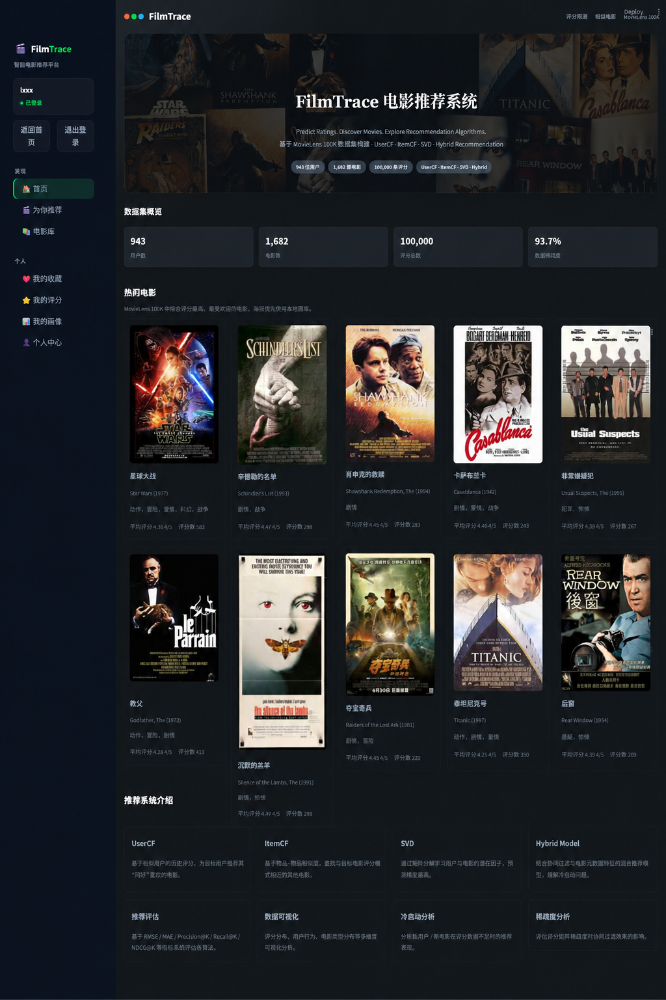 FilmTrace
智能电影推荐平台
lxxx
已登录
返回首
页
退出登
录
发现
首页
为你推荐
电影库
个人
我的收藏
我的评分
我的画像
个人中心
FilmTrace
评分预测
相似电影
Deploy
MovieLens 100K
STAR
WARS
THE
SHAWSHANK
REDEMPTION
RAIDERS
TITANIC
Casablanca
REAR WINDOW
FilmTrace 电影推荐系统
Predict Ratings. Discover Movies. Explore Recommendation Algorithms.
基于 MovieLens 100K 数据集构建 · UserCF · ItemCF · SVD · Hybrid Recommendation
943 位用户
1,682 部电影
100,000 条评分
UserCF · ItemCF · SVD · Hybrid
数据集概览
943
用户数
1,682
电影数
100,000
评分总数
93.7%
数据稀疏度
热门电影
MovieLens 100K 中综合评分最高、最受欢迎的电影，海报优先使用本地图库。
STAR
WARS
星球大战
Star Wars (1977)
动作，冒险，爱情，科幻，战争
平均评分 4.36 4/5 评分数 583
SCHINDLER'S LIST
辛德勒的名单
Schindler's List (1993)
剧情，战争
平均评分 4.47 4/5 评分数 298
TIM ROBBINS MORGAN FREEMAN
SHAWSHANK
REDEMPTION
肖申克的救赎
Shawshank Redemption, The (1994)
剧情
平均评分 4.45 4/5 评分数 283
BOGART BERGMAN HENREID
Casablanca
卡萨布兰卡
Casablanca (1942)
剧情，爱情，战争
平均评分 4.46 4/5 评分数 243
the
Usual Suspects
非常嫌疑犯
Usual Suspects, The (1995)
犯罪，惊悚
平均评分 4.39 4/5 评分数 267
le
Parrain
教父
Godfather, The (1972)
动作，冒险，剧情
平均评分 4.28 4/5 评分数 413
THE MOST ELECTRIFYING AND
EXCITING MOVIE EXPERIENCE YOU
WILL SURVIVE THIS YEAR!
the silence of the lambs
沉默的羔羊
Silence of the Lambs, The (1991)
剧情，惊悚
平均评分 4.29 4/5 评分数 298
夺宝奇兵
6月30日
夺宝奇兵
Raiders of the Lost Ark (1981)
剧情，冒险
平均评分 4.45 4/5 评分数 220
TITANIC
泰坦尼克号
Titanic (1997)
动作，剧情，爱情
平均评分 4.25 4/5 评分数 350
ALFRED HITCHCOCK'S
REAR
WINDOW
後窗
后窗
Rear Window (1954)
悬疑，惊悚
平均评分 4.39 4/5 评分数 209
推荐系统介绍
UserCF
基于相似用户的历史评分，为目标用户推荐其
“同好”喜欢的电影。
ItemCF
基于物品-物品相似度，查找与目标电影评分模
式相近的其他电影。
SVD
通过矩阵分解学习用户与电影的潜在因子，预
测精度最高。
Hybrid Model
结合协同过滤与电影元数据特征的混合推荐模
型，缓解冷启动问题。
推荐评估
基于 RMSE / MAE / Precision@K / Recall@K /
NDCG@K 等指标系统评估各算法。
数据可视化
评分分布、用户行为、电影类型分布等多维度
可视化分析。
冷启动分析
分析新用户 / 新电影在评分数据不足时的推荐
表现。
稀疏度分析
评估评分矩阵稀疏度对协同过滤效果的影响。